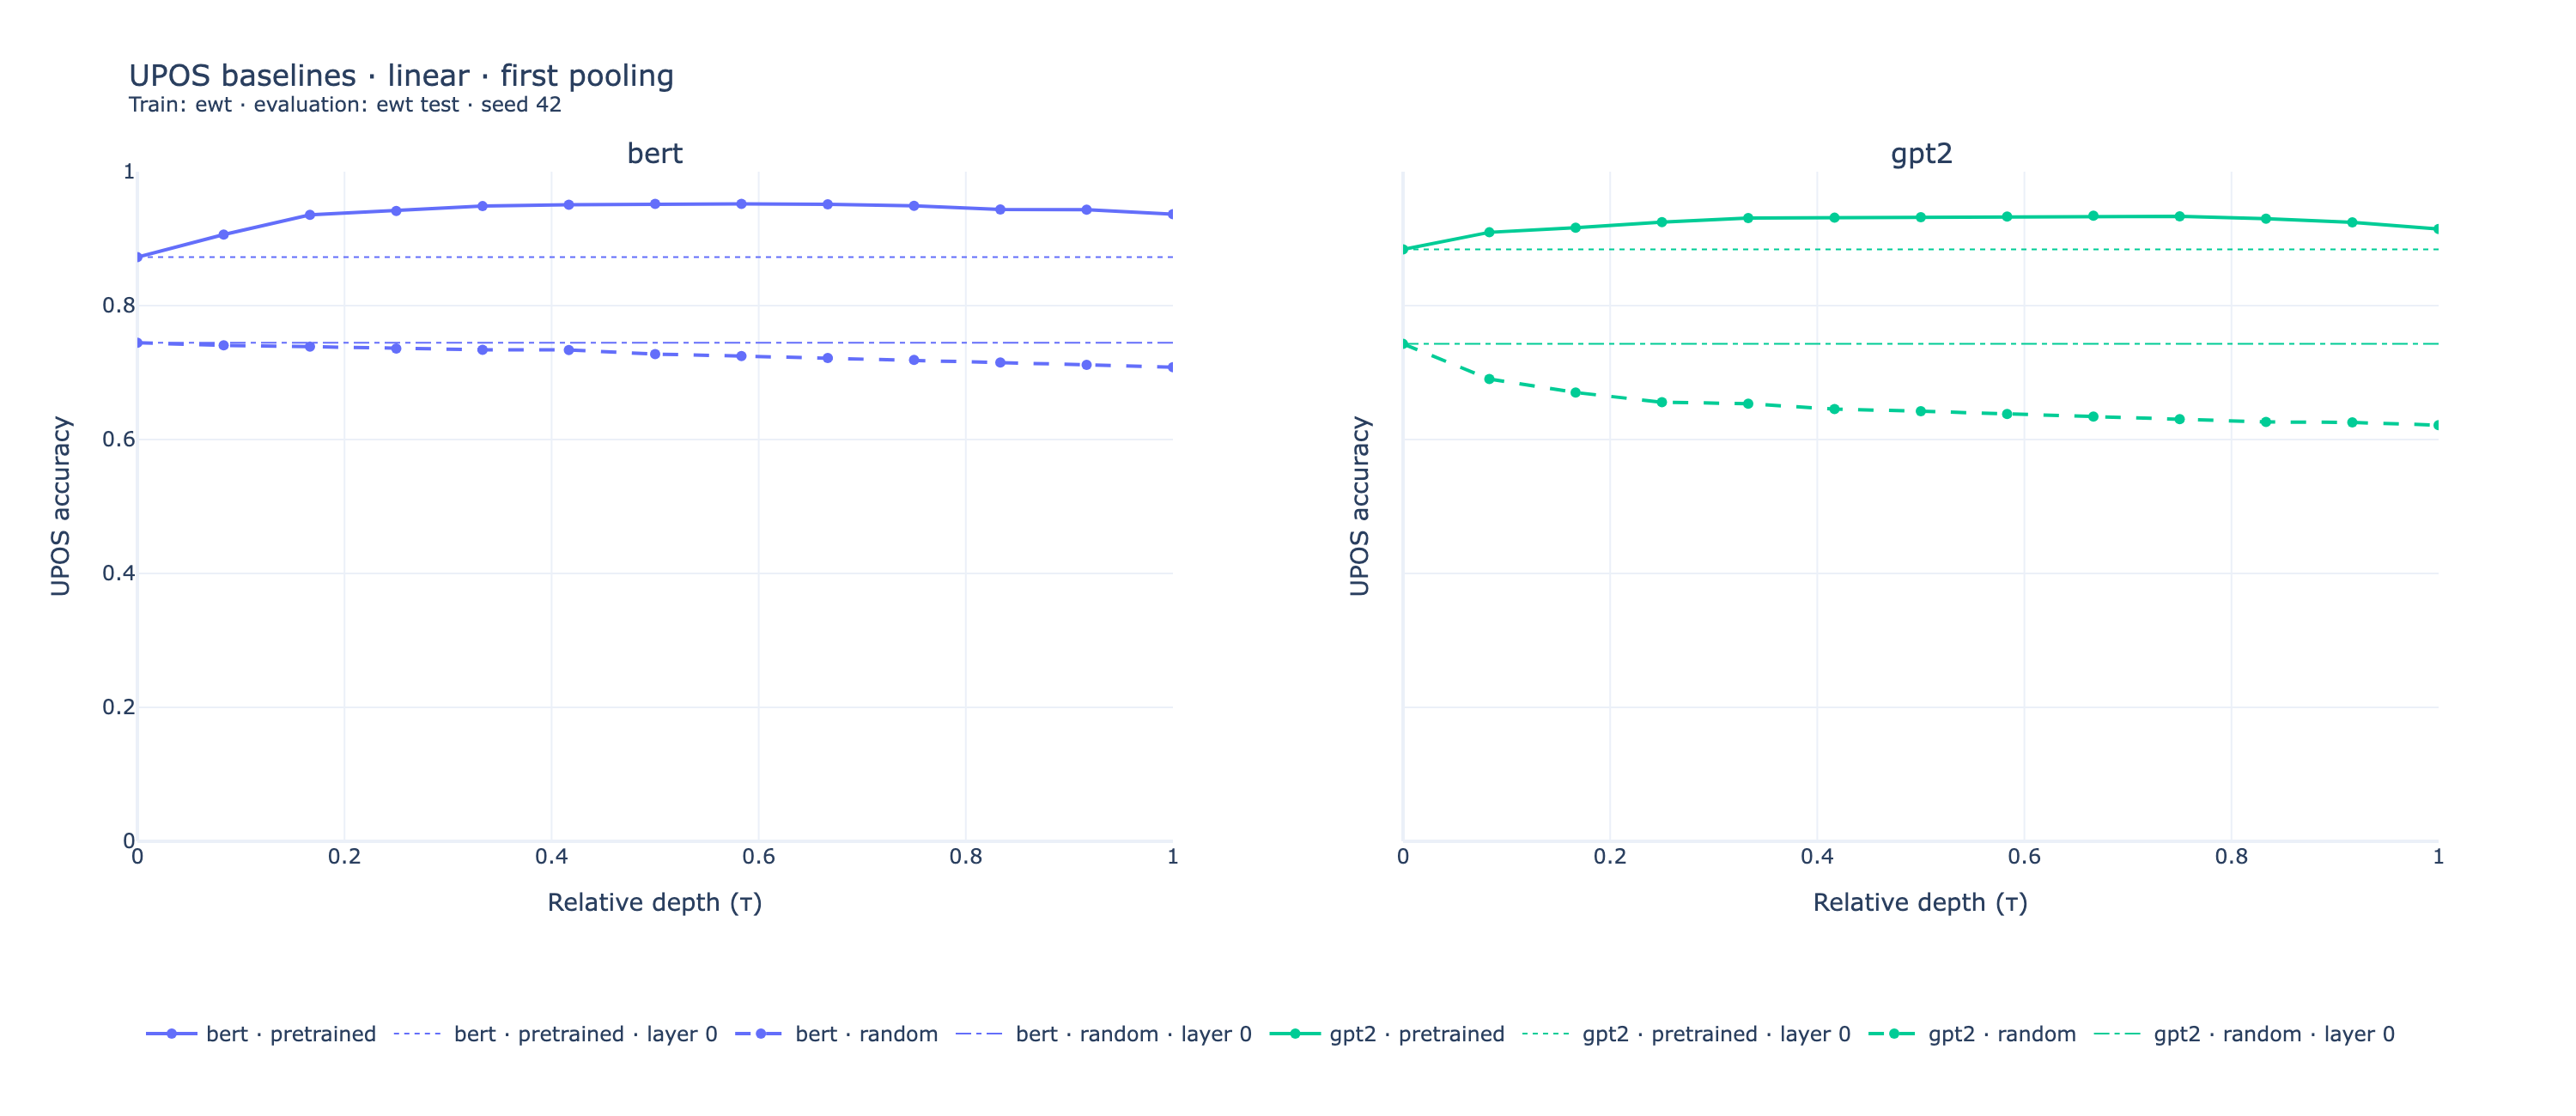 UPOS baselines · linear · first pooling
Train: ewt · evaluation: ewt test · seed 42
bert
gpt2
1
0.8
0.6
0.4
0.2
0
UPOS accuracy
0 0.2 0.4 0.6 0.8 1
Relative depth (τ)
UPOS accuracy
0 0.2 0.4 0.6 0.8 1
Relative depth (τ)
bert · pretrained bert · pretrained · layer 0 bert · random bert · random · layer 0 gpt2 · pretrained gpt2 · pretrained · layer 0 gpt2 · random gpt2 · random · layer 0